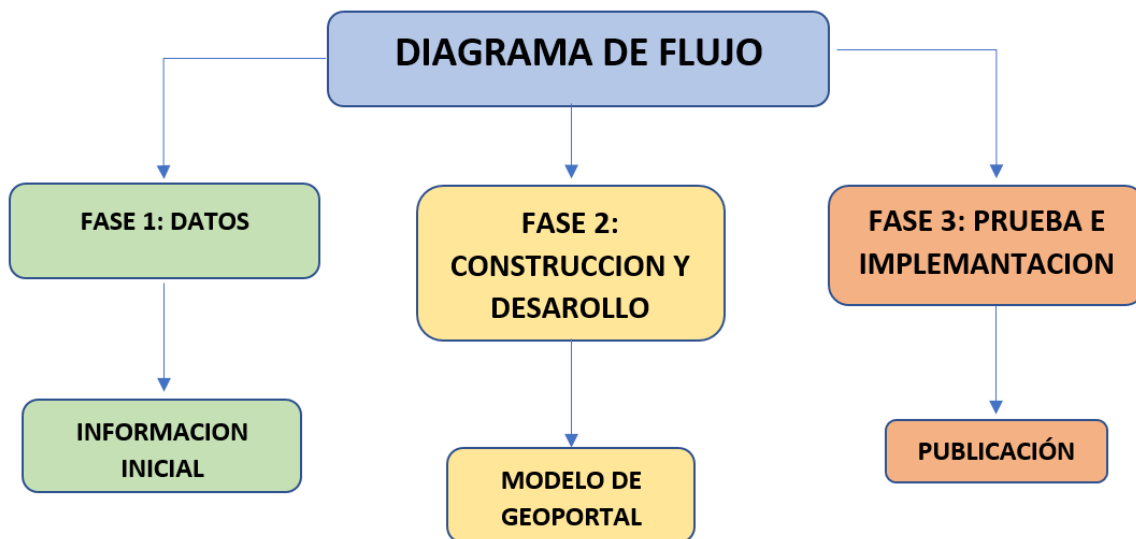 DIAGRAMA DE FLUJO
FASE 1: DATOS
FASE 2:
CONSTRUCCION Y
DESAROLLO
FASE 3: PRUEBA E
IMPLEMANTACION
INFORMACION
INICIAL
MODELO DE
GEOPORTAL
PUBLICACIÓN